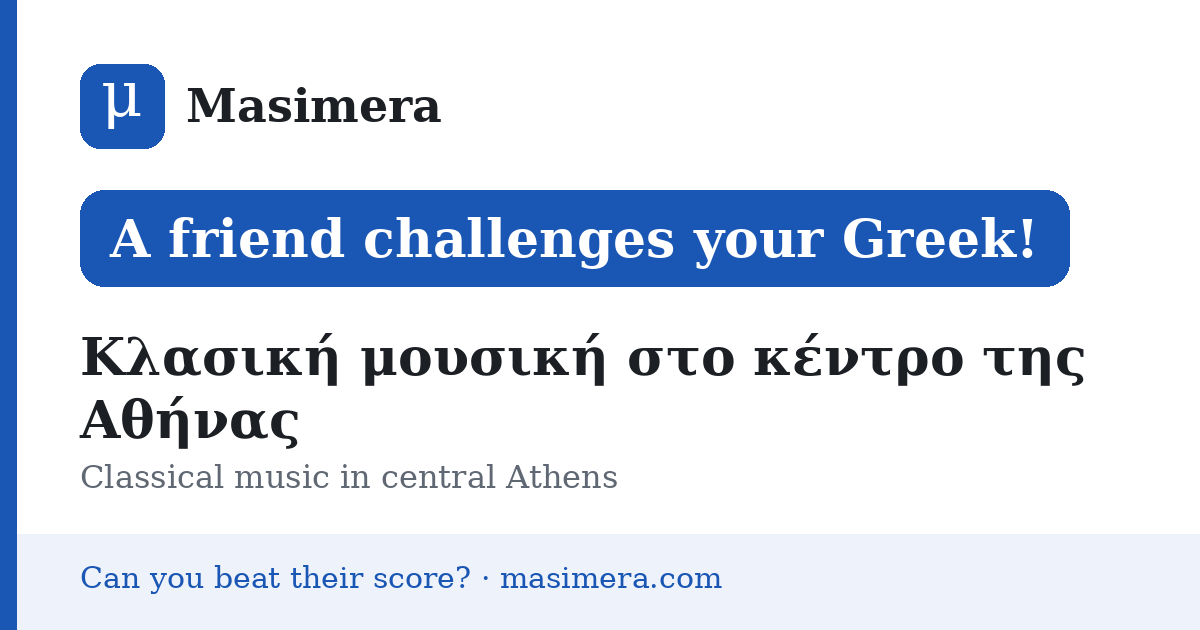 μ Masimera
A friend challenges your Greek!
Κλασική μουσική στο κέντρο της
Αθήνας
Classical music in central Athens
Can you beat their score? · masimera.com